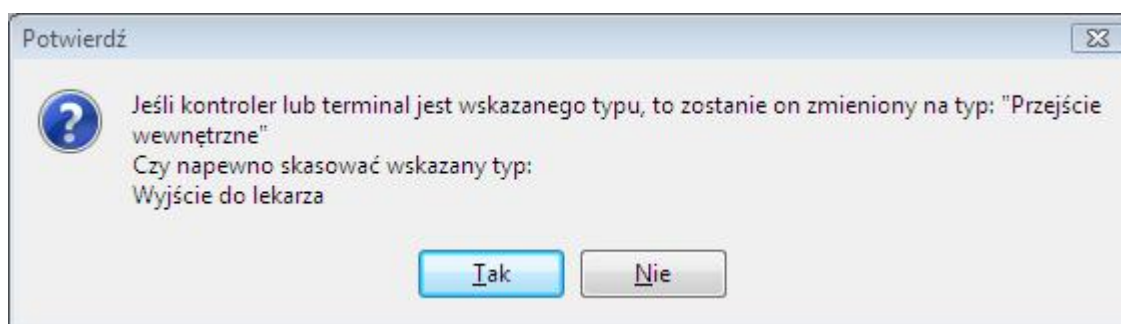 Potwierdź
Jeśli kontroler lub terminal jest wskazanego typu, to zostanie on zmieniony na typ: "Przejście
wewnętrzne"
Czy napewno skasować wskazany typ:
Wyjście do lekarza
Tak
Nie